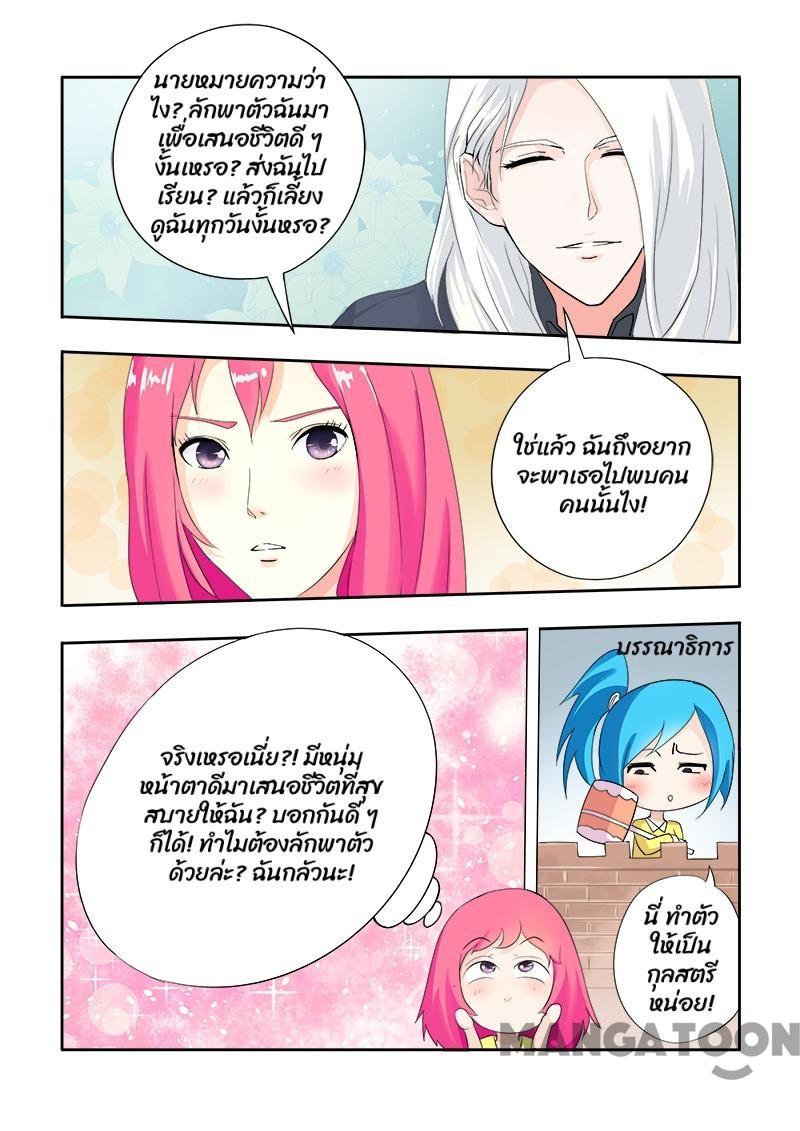 นายหมายความว่า
ไง? ลักพาตัวฉันมา
เพื่อเสนอชีวิตดี ๆ
งั้นเหรอ? ส่งฉันไป
เรียน? แล้วก็เลี้ยง
ดูฉันทุกวันงั้นหรอ?
ใช่แล้ว ฉันถึงอยาก
จะพาเธอไปพบคน
คนนั้นไง!
จริงเหรอเนี่ย?! มีหนุ่ม
หน้าตาดีมาเสนอชีวิตที่สุข
สบายให้ฉัน? บอกกันดี ๆ
ก็ได้! ทำไมต้องลักพาตัว
ด้วยล่ะ? ฉันกลัวนะ!
บรรณาธิการ
นี่ ทำตัว
ให้เป็น
กุลสตรี
หน่อย!
MANGATOON